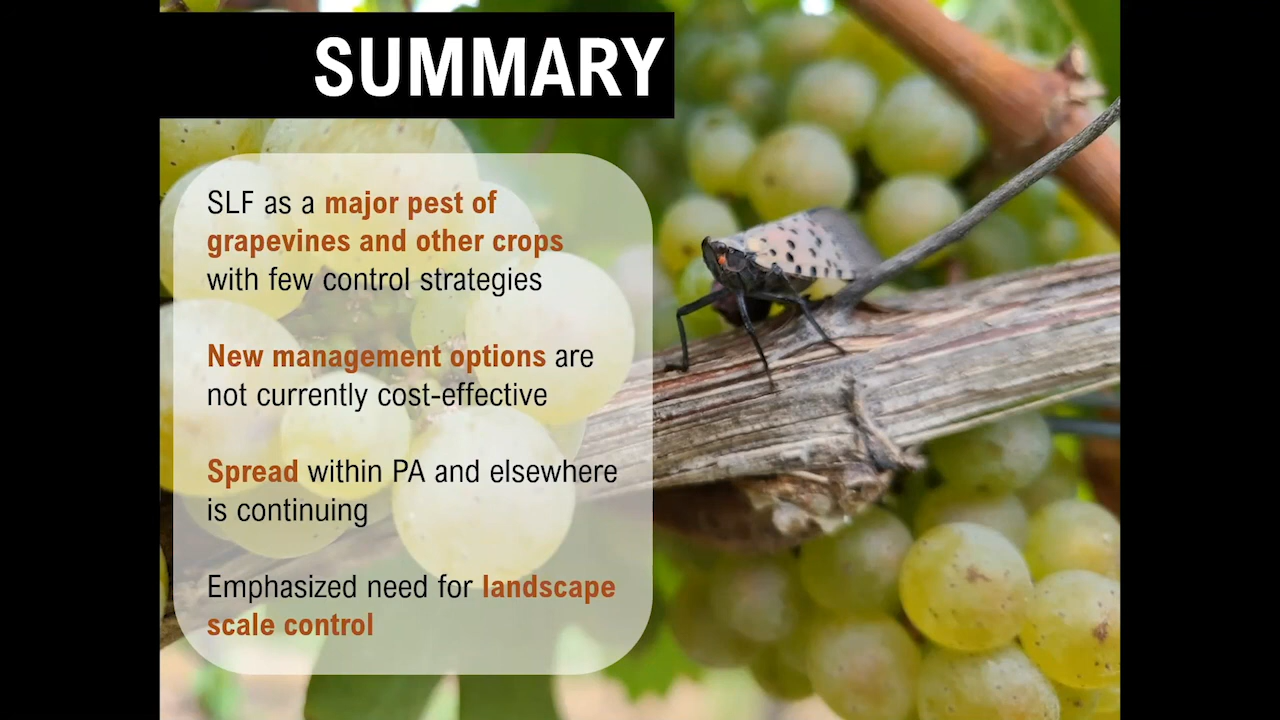 SUMMARY
SLF as a major pest of
grapevines and other crops
with few control strategies
New management options are
not currently cost-effective
Spread within PA and elsewhere
is continuing
Emphasized need for landscape
scale control